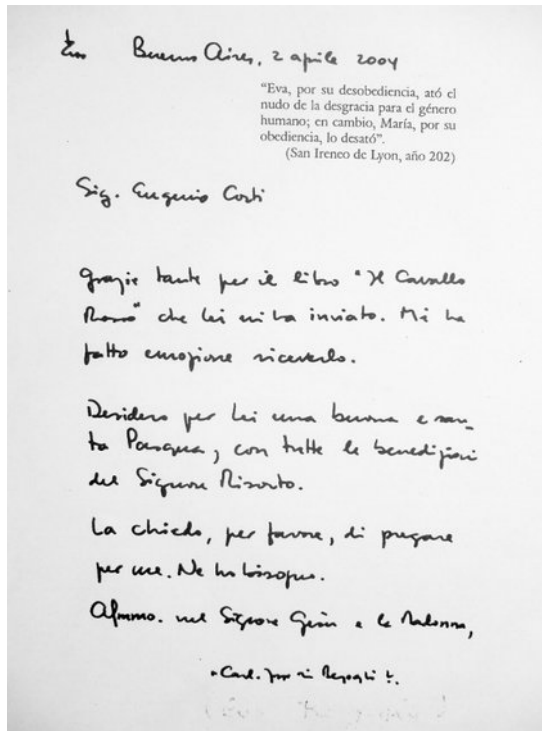 Buenos Aires, 2 aprile 2004
“Eva, por su desobediencia, ató el
nudo de la desgracia para el género
humano; en cambio, María, por su
obediencia, lo desató”.
(San Ireneo de Lyon, año 202)
Sig. Eugenio Corti
Grazie tante per il libro "Il Cavallo
Rosso" che lei mi ha inviato. Mi ha
fatto emozione riceverlo.
Desidero per Lei una buona e san-
ta Pasqua, con tutte le benedizioni
del Signore Risorto.
La chiedo, per favore, di pregare
per me. Ne ho bisogno.
Affmmo. nel Signore Gesù e la Madonna,
Card.